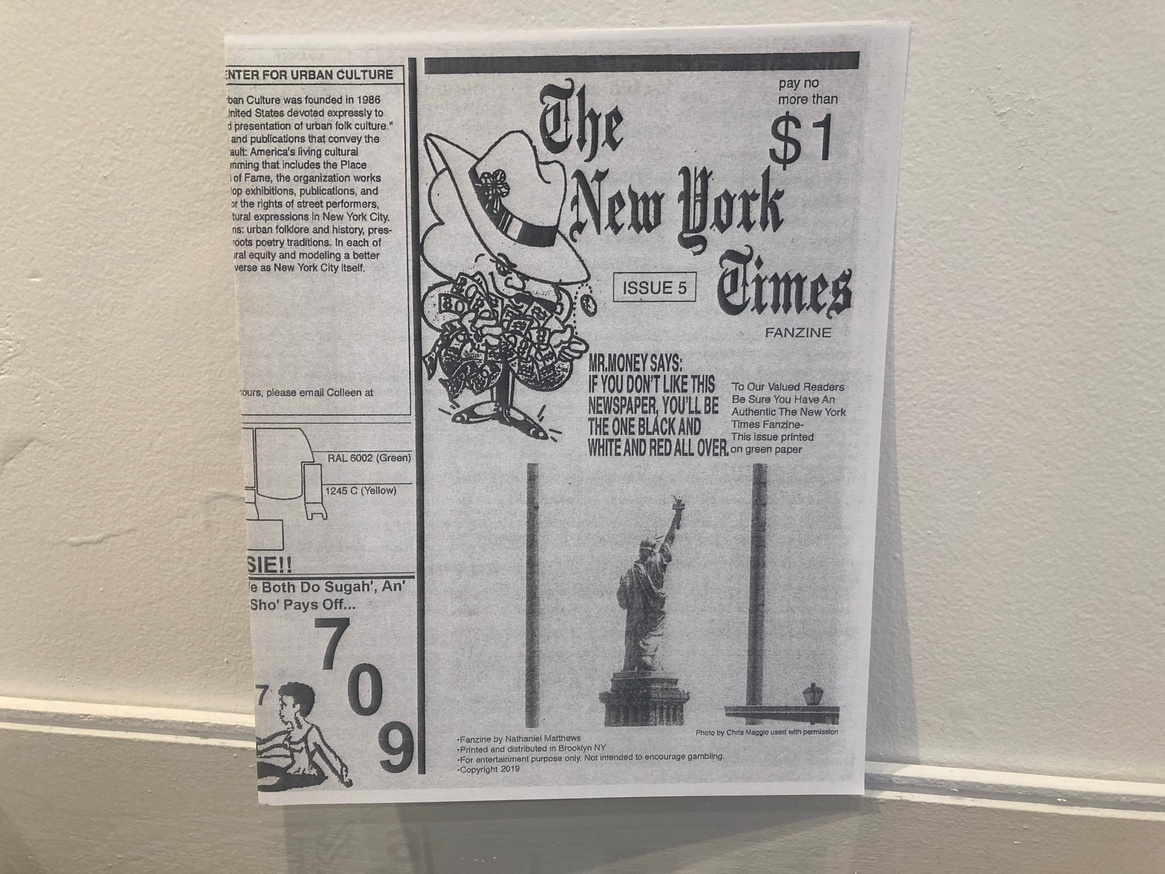 ENTER FOR URBAN CULTURE
ban Culture was founded in 1986
United States devoted expressly to
d presentation of urban folk culture."
and publications that convey the
ault: America's living cultural
mming that includes the Place
of Fame, the organization works
lop exhibitions, publications, and
or the rights of street performers,
tural expressions in New York City.
ns: urban folklore and history, pres-
roots poetry traditions. In each of
ural equity and modeling a better
verse as New York City itself.
ours, please email Colleen at
RAL 6002 (Green)
1245 C (Yellow)
SIE!!
e Both Do Sugah', An'
Sho' Pays Off...
7
0
9
7
pay no
more than
$1
The
New York
Times
FANZINE
ISSUE 5
MR.MONEY SAYS:
IF YOU DON'T LIKE THIS
NEWSPAPER, YOU'LL BE
THE ONE BLACK AND
WHITE AND RED ALL OVER.
To Our Valued Readers
Be Sure You Have An
Authentic The New York
Times Fanzine-
This Issue printed
on green paper
Photo by Chris Maggio used with permission
•Fanzine by Nathaniel Matthews
•Printed and distributed in Brooklyn NY
•For entertainment purpose only. Not intended to encourage gambling.
•Copyright 2019